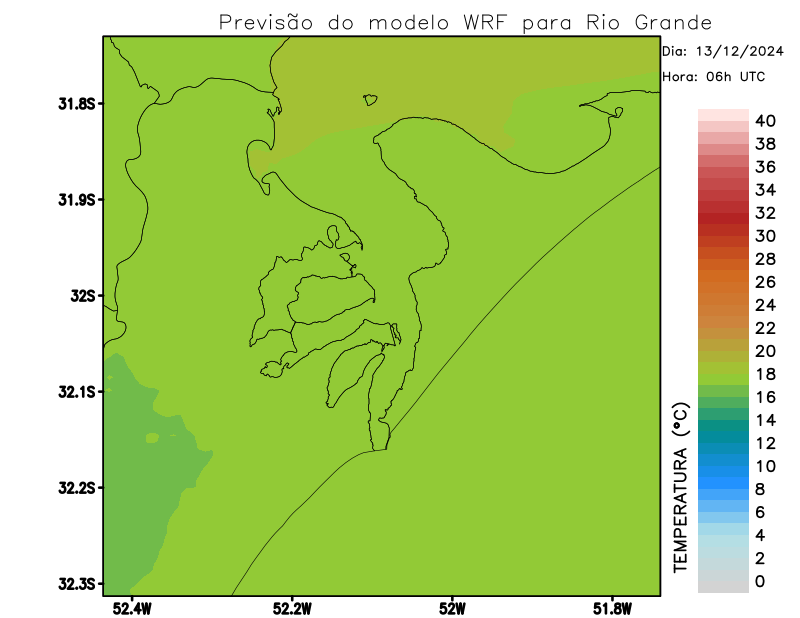 Previsão do modelo WRF para Rio Grande
Dia: 13/12/2024
Hora: 06h UTC
31.8S
31.9S
32S
32.1S
32.2S
32.3S
52.4W
52.2W
52W
51.8W
TEMPERATURA (°C)
40
38
36
34
32
30
28
26
24
22
20
18
16
14
12
10
8
6
4
2
0